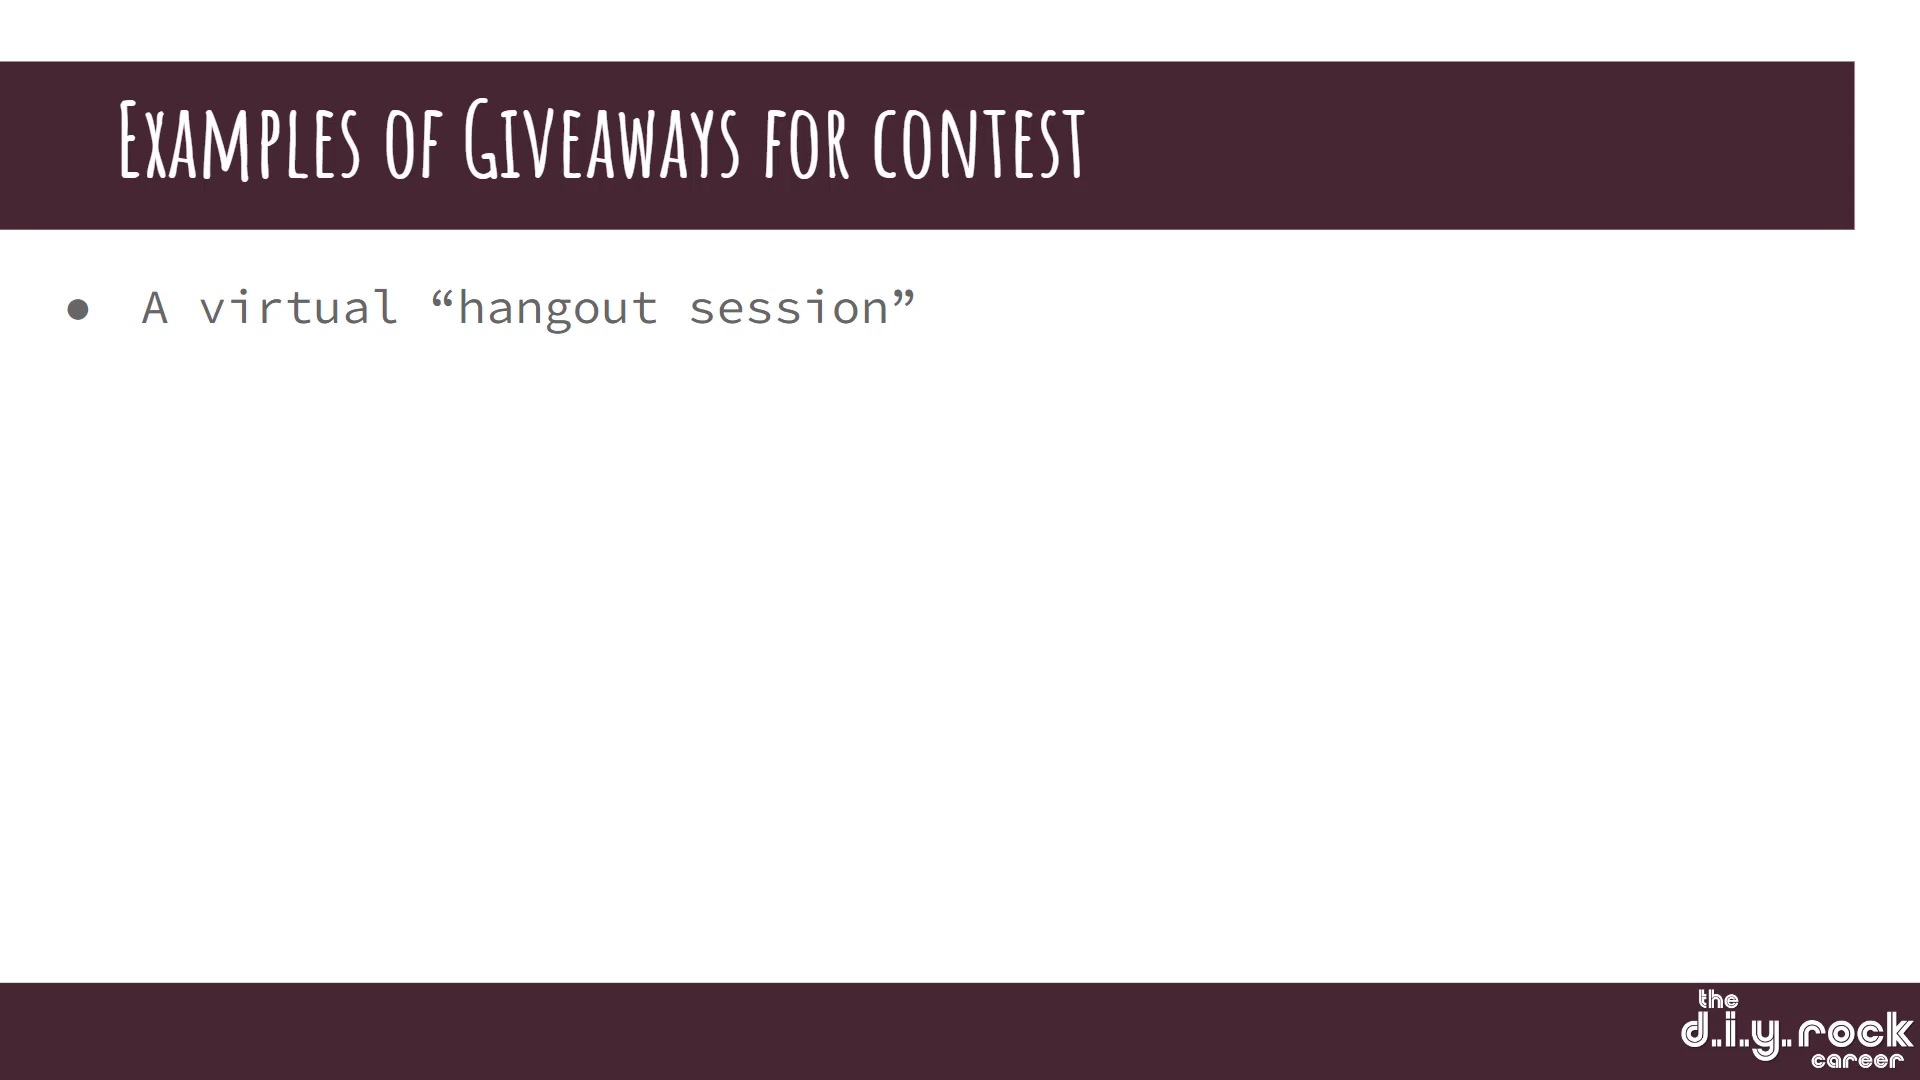 Examples of Giveaways for contest
● A virtual “hangout session”
the
d.i.y. rock
career